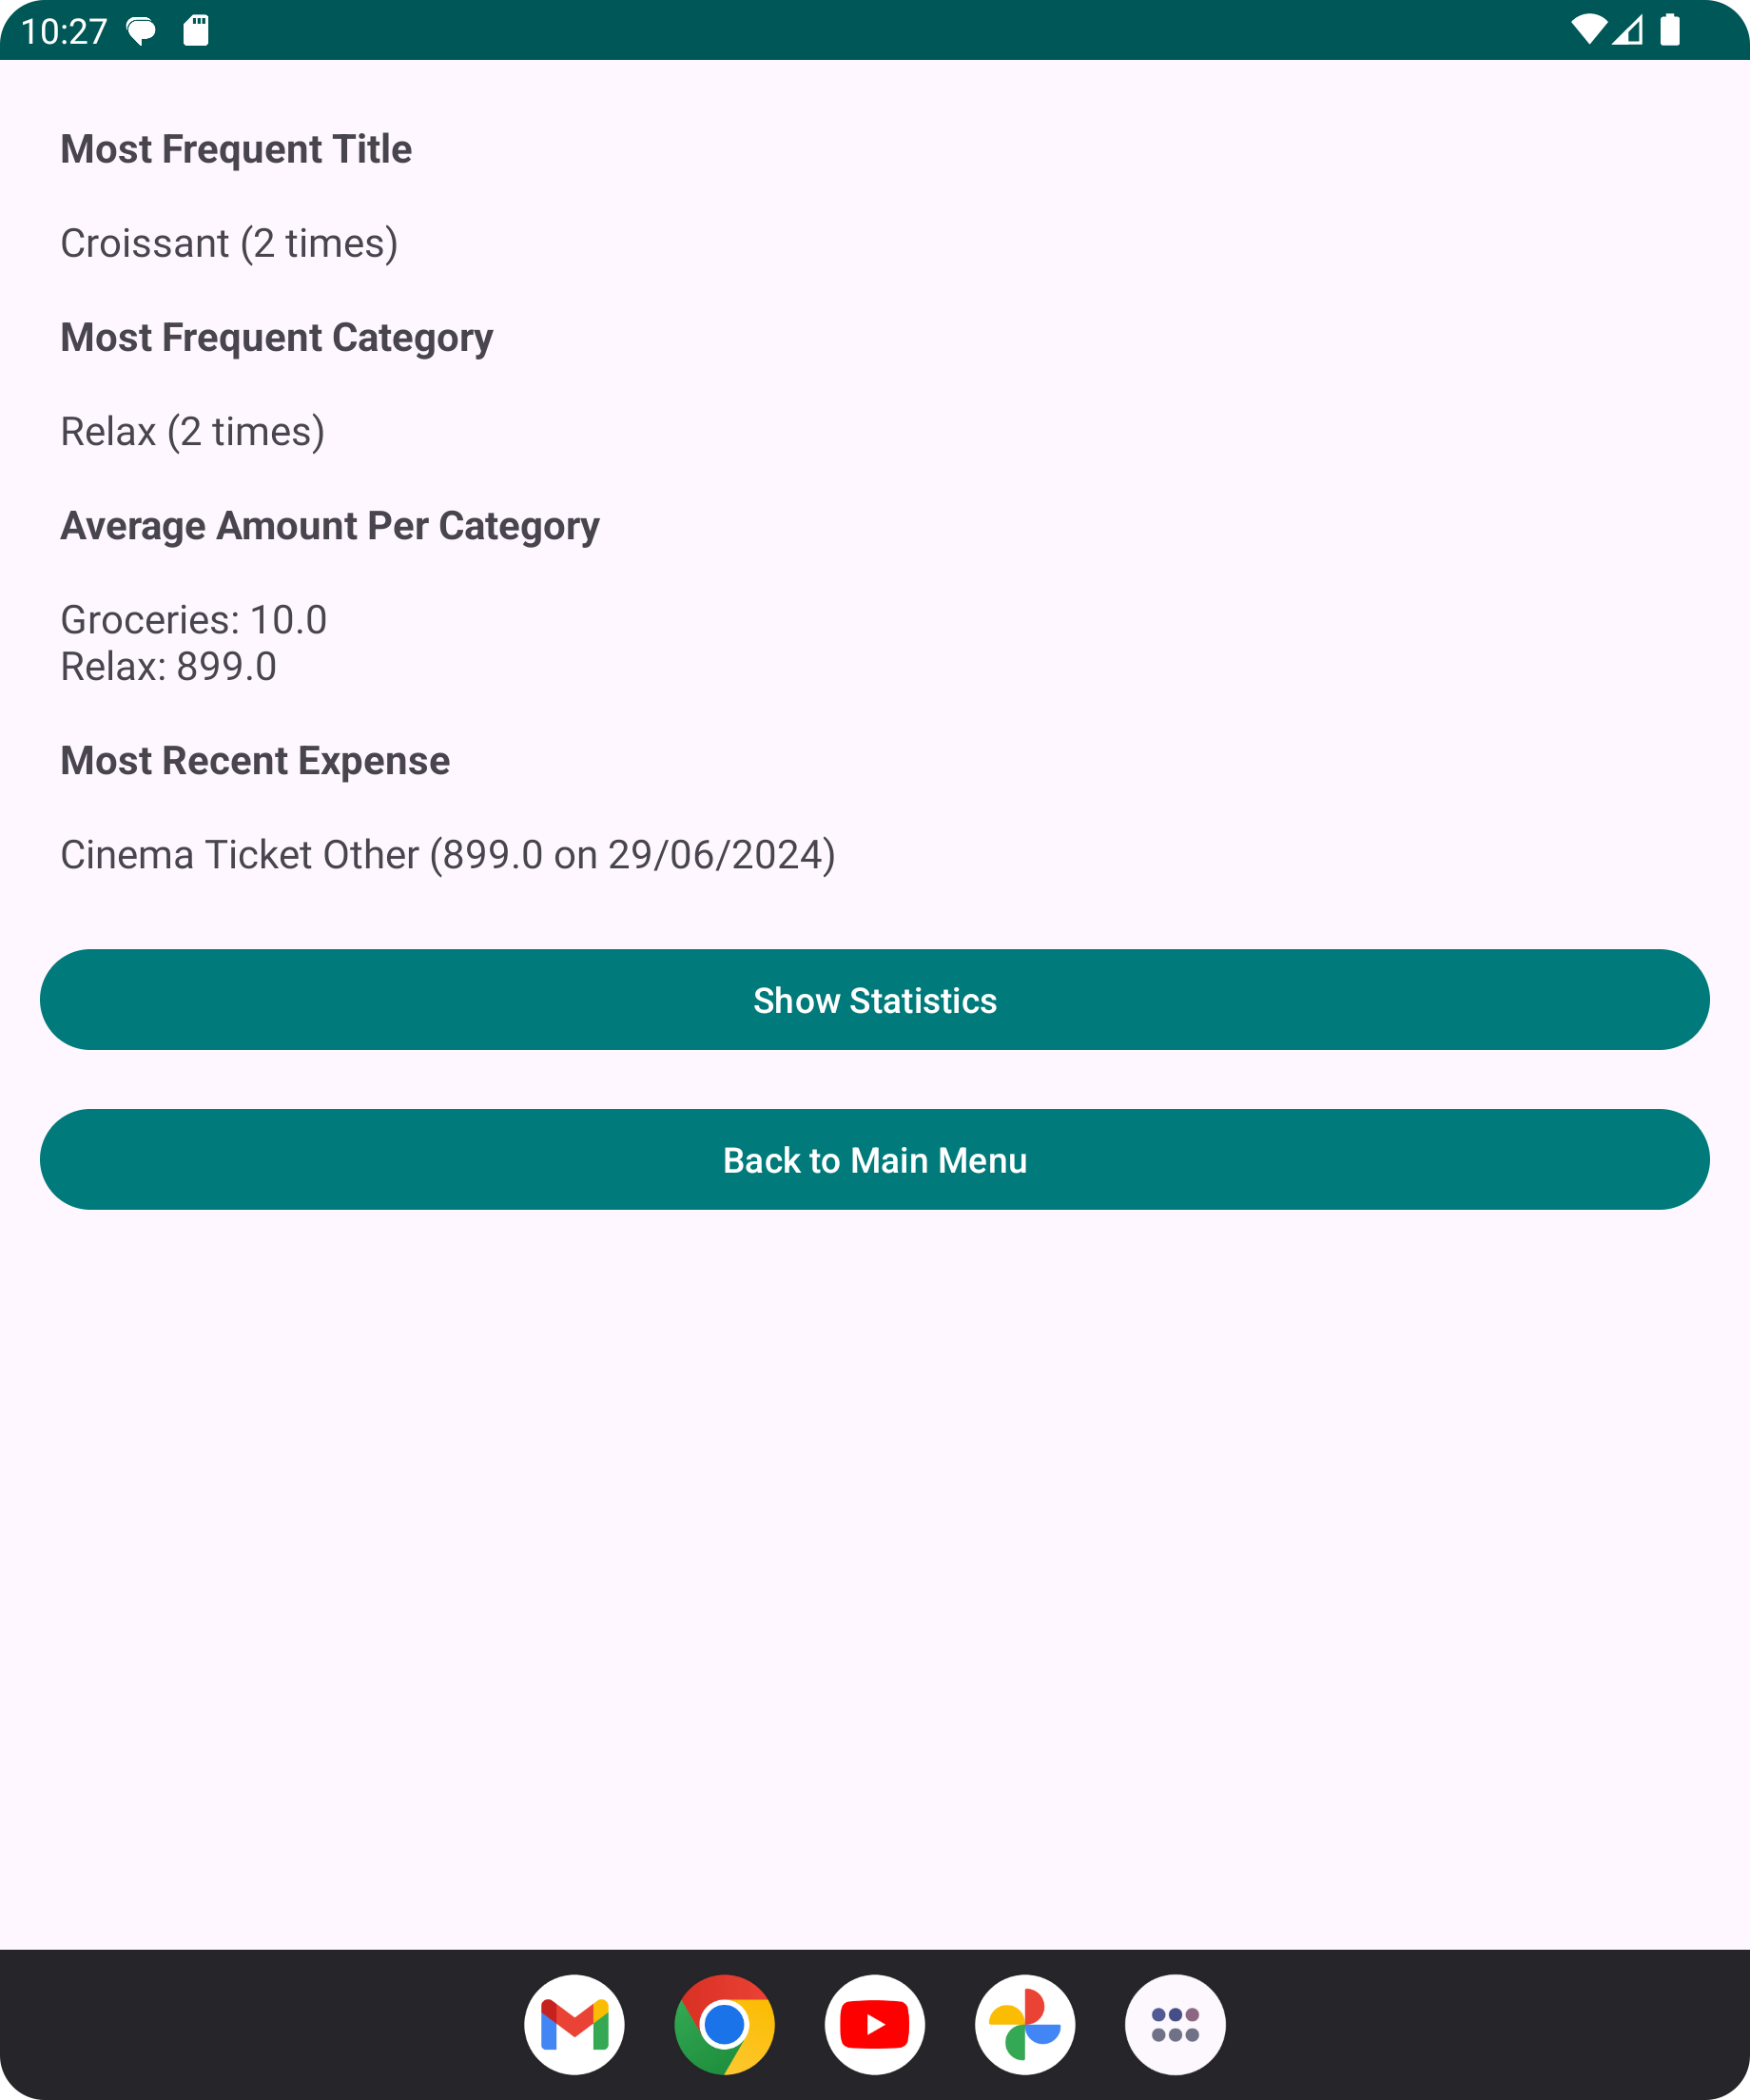 10:27
Most Frequent Title
Croissant (2 times)
Most Frequent Category
Relax (2 times)
Average Amount Per Category
Groceries: 10.0
Relax: 899.0
Most Recent Expense
Cinema Ticket Other (899.0 on 29/06/2024)
Show Statistics
Back to Main Menu